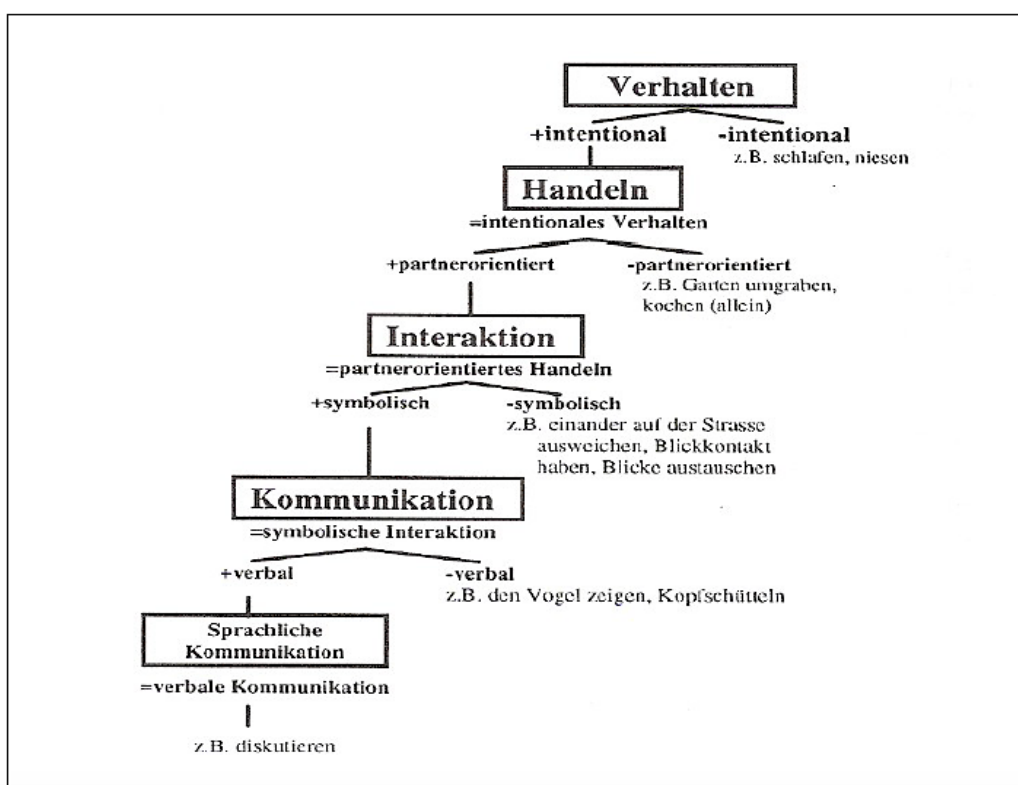 Verhalten
+intentional
-intentional
z.B. schlafen, niesen
Handeln
=intentionales Verhalten
+partnerorientiert
-partnerorientiert
z.B. Garten umgraben,
kochen (allein)
Interaktion
=partnerorientiertes Handeln
+symbolisch
-symbolisch
z.B. einander auf der Strasse
ausweichen, Blickkontakt
haben, Blicke austauschen
Kommunikation
=symbolische Interaktion
+verbal
-verbal
z.B. den Vogel zeigen, Kopfschütteln
Sprachliche
Kommunikation
=verbale Kommunikation
z.B. diskutieren